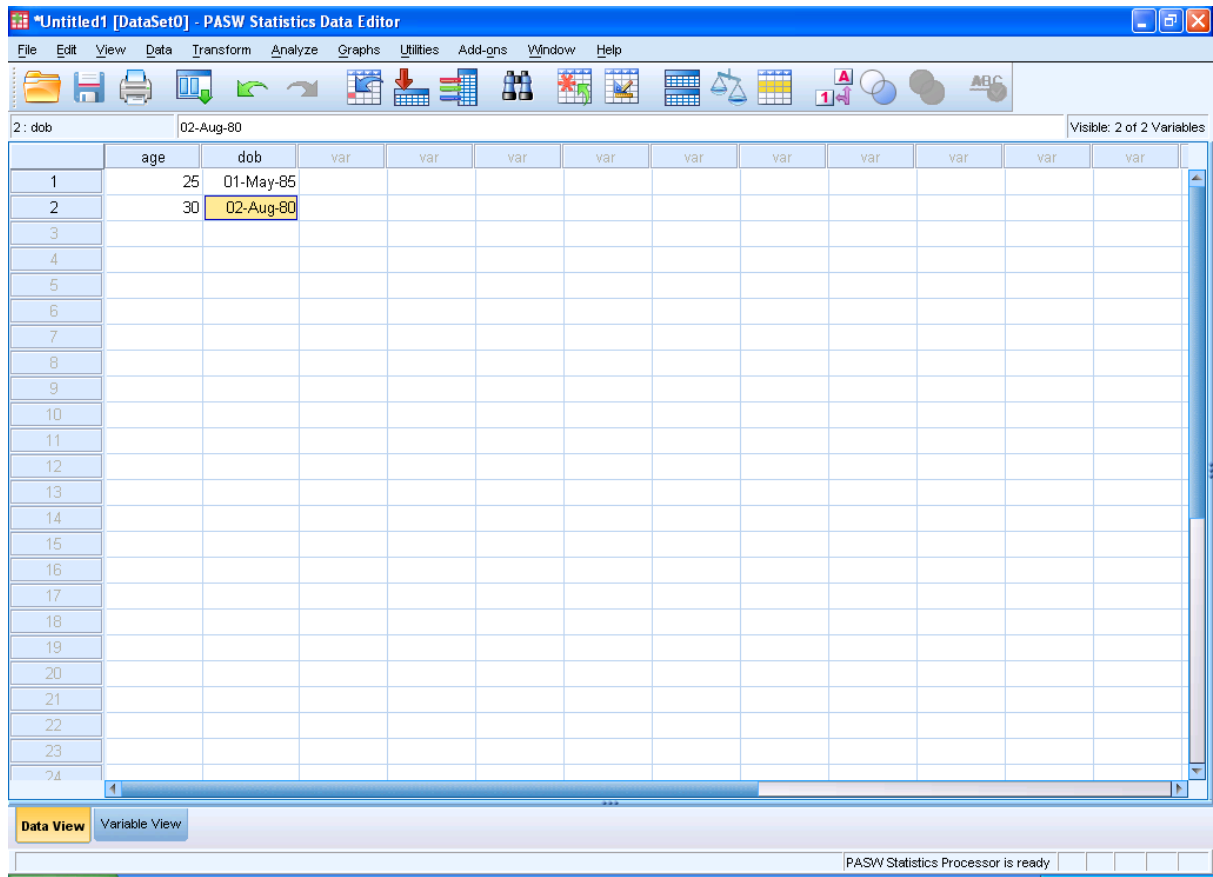 *Untitled1 [DataSet0] - PASW Statistics Data Editor
File Edit View Data Transform Analyze Graphs Utilities Add-ons Window Help
A
1
ABC
2 : dob 02-Aug-80 Visible: 2 of 2 Variables
age dob var var var var var var var var var var
1 25 01-May-85
2 30 02-Aug-80
3
4
5
6
7
8
9
10
11
12
13
14
15
16
17
18
19
20
21
22
23
24
Data View Variable View
PASW Statistics Processor is ready